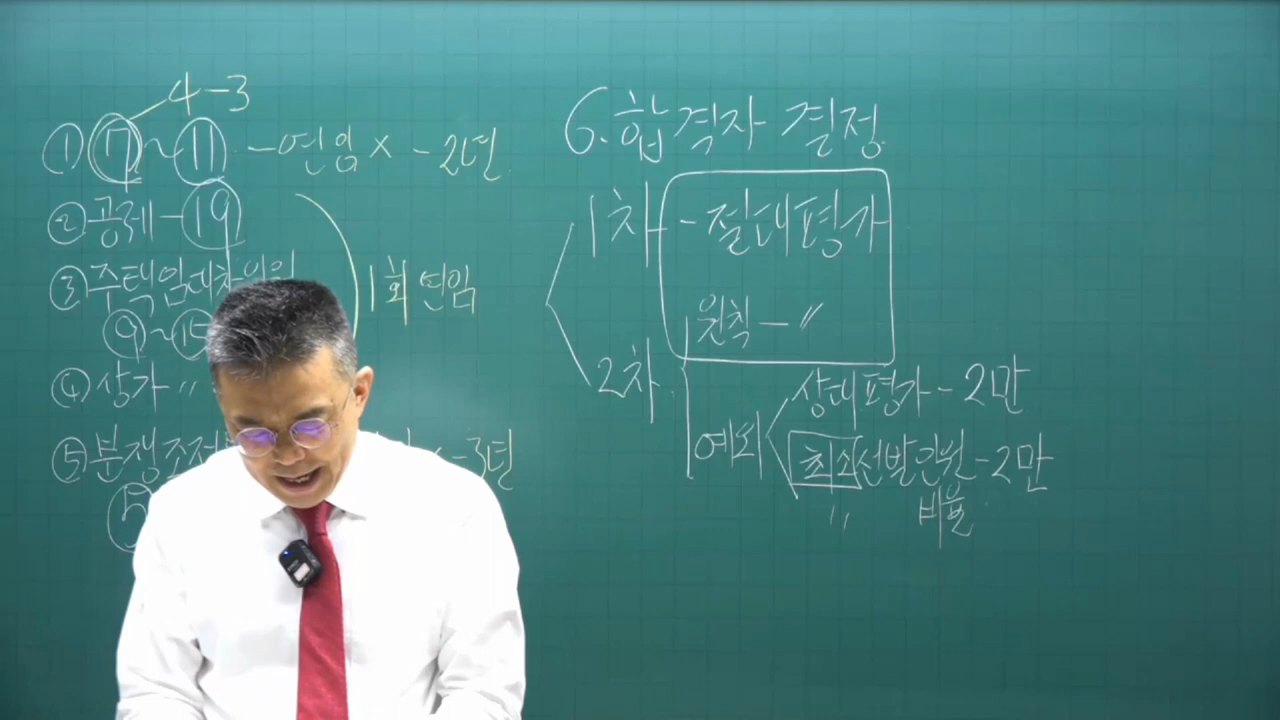 4-3
① ⑦~⑪ -연임× -2년
② 공제-⑲
③ 주택임대차위원
⑨~⑮
1회 연임
④ 상가 〃
⑤ 분쟁조정
-3년
⑤
6. 합격자 결정
1차 - 절대평가
원칙 - 〃
2차
상대평가 - 2만
예외
최소선발인원 - 2만
〃 비율